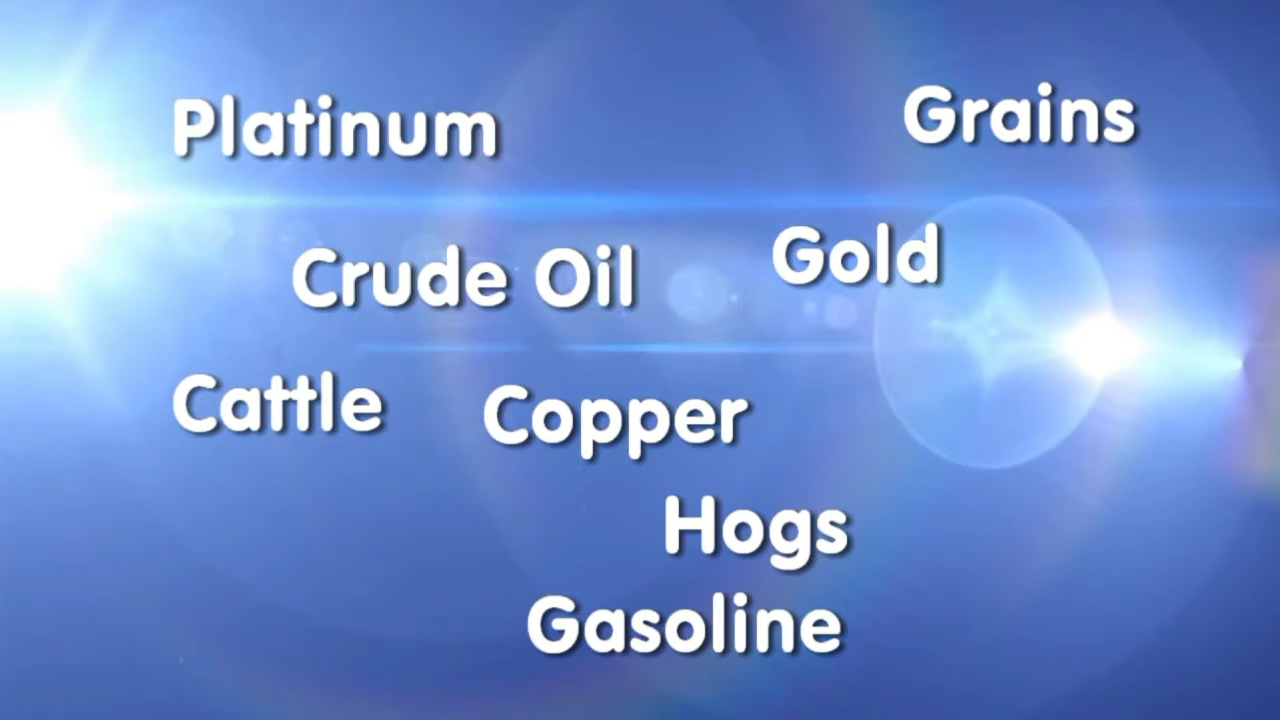 Platinum
Grains
Crude Oil
Gold
Cattle
Copper
Hogs
Gasoline